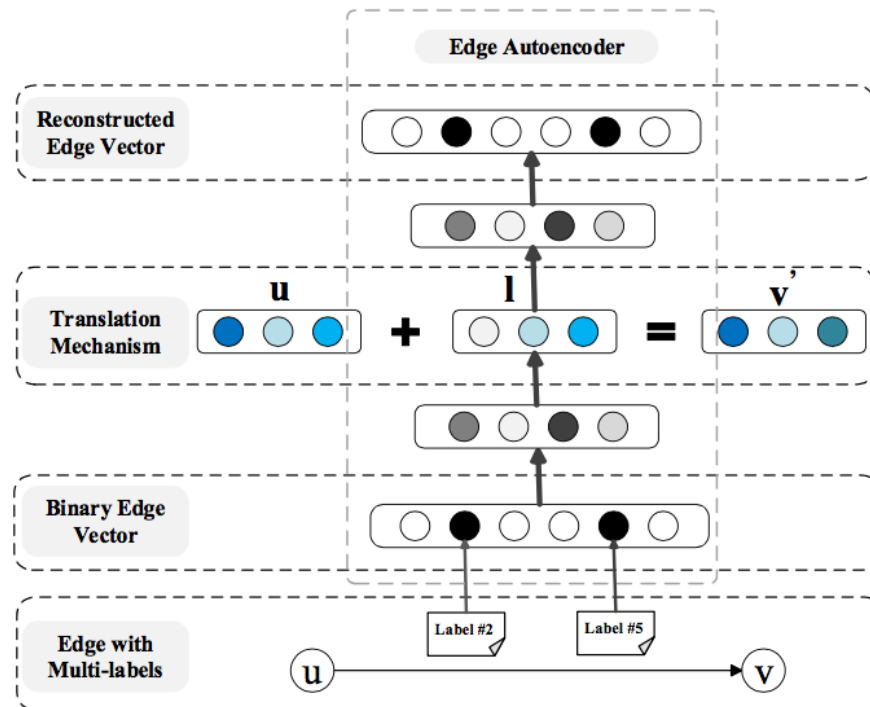 Edge Autoencoder
Reconstructed
Edge Vector
u
l
v’
Translation
Mechanism
+
=
Binary Edge
Vector
Label #2
Label #5
Edge with
Multi-labels
u
v